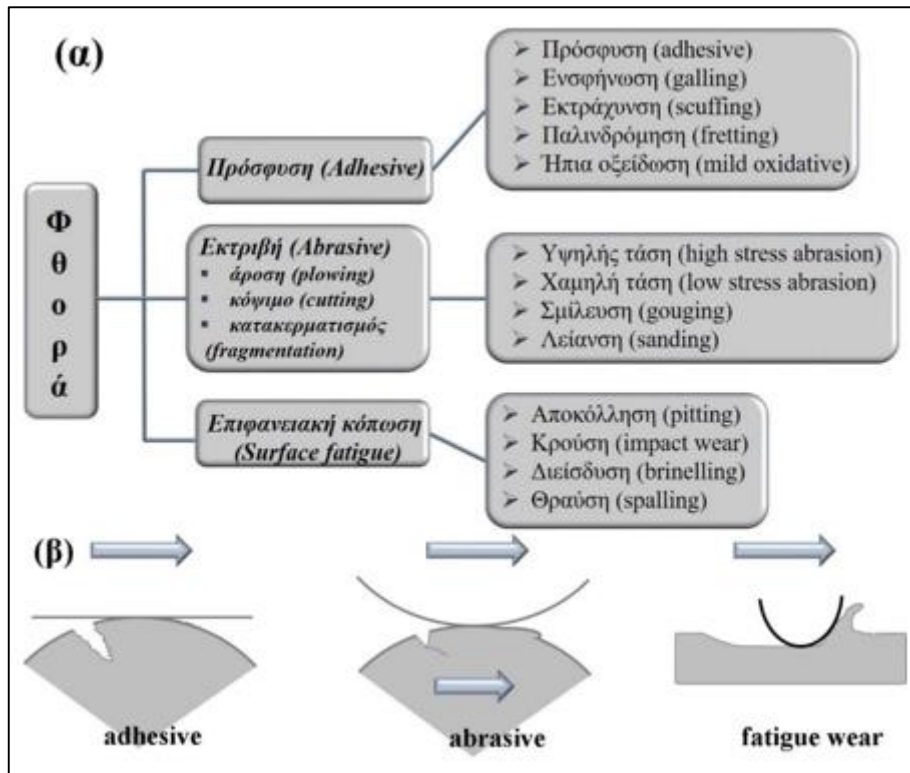 (α)
Φθορά
Πρόσφυση (Adhesive)
➢ Πρόσφυση (adhesive)
➢ Ενσφήνωση (galling)
➢ Εκτράχυνση (scuffing)
➢ Παλινδρόμηση (fretting)
➢ Ήπια οξείδωση (mild oxidative)
Εκτριβή (Abrasive)
▪ άροση (plowing)
▪ κόψιμο (cutting)
▪ κατακερματισμός
(fragmentation)
➢ Υψηλής τάση (high stress abrasion)
➢ Χαμηλή τάση (low stress abrasion)
➢ Σμίλευση (gouging)
➢ Λείανση (sanding)
Επιφανειακή κόπωση
(Surface fatigue)
➢ Αποκόλληση (pitting)
➢ Κρούση (impact wear)
➢ Διείσδυση (brinelling)
➢ Θραύση (spalling)
(β)
adhesive
abrasive
fatigue wear